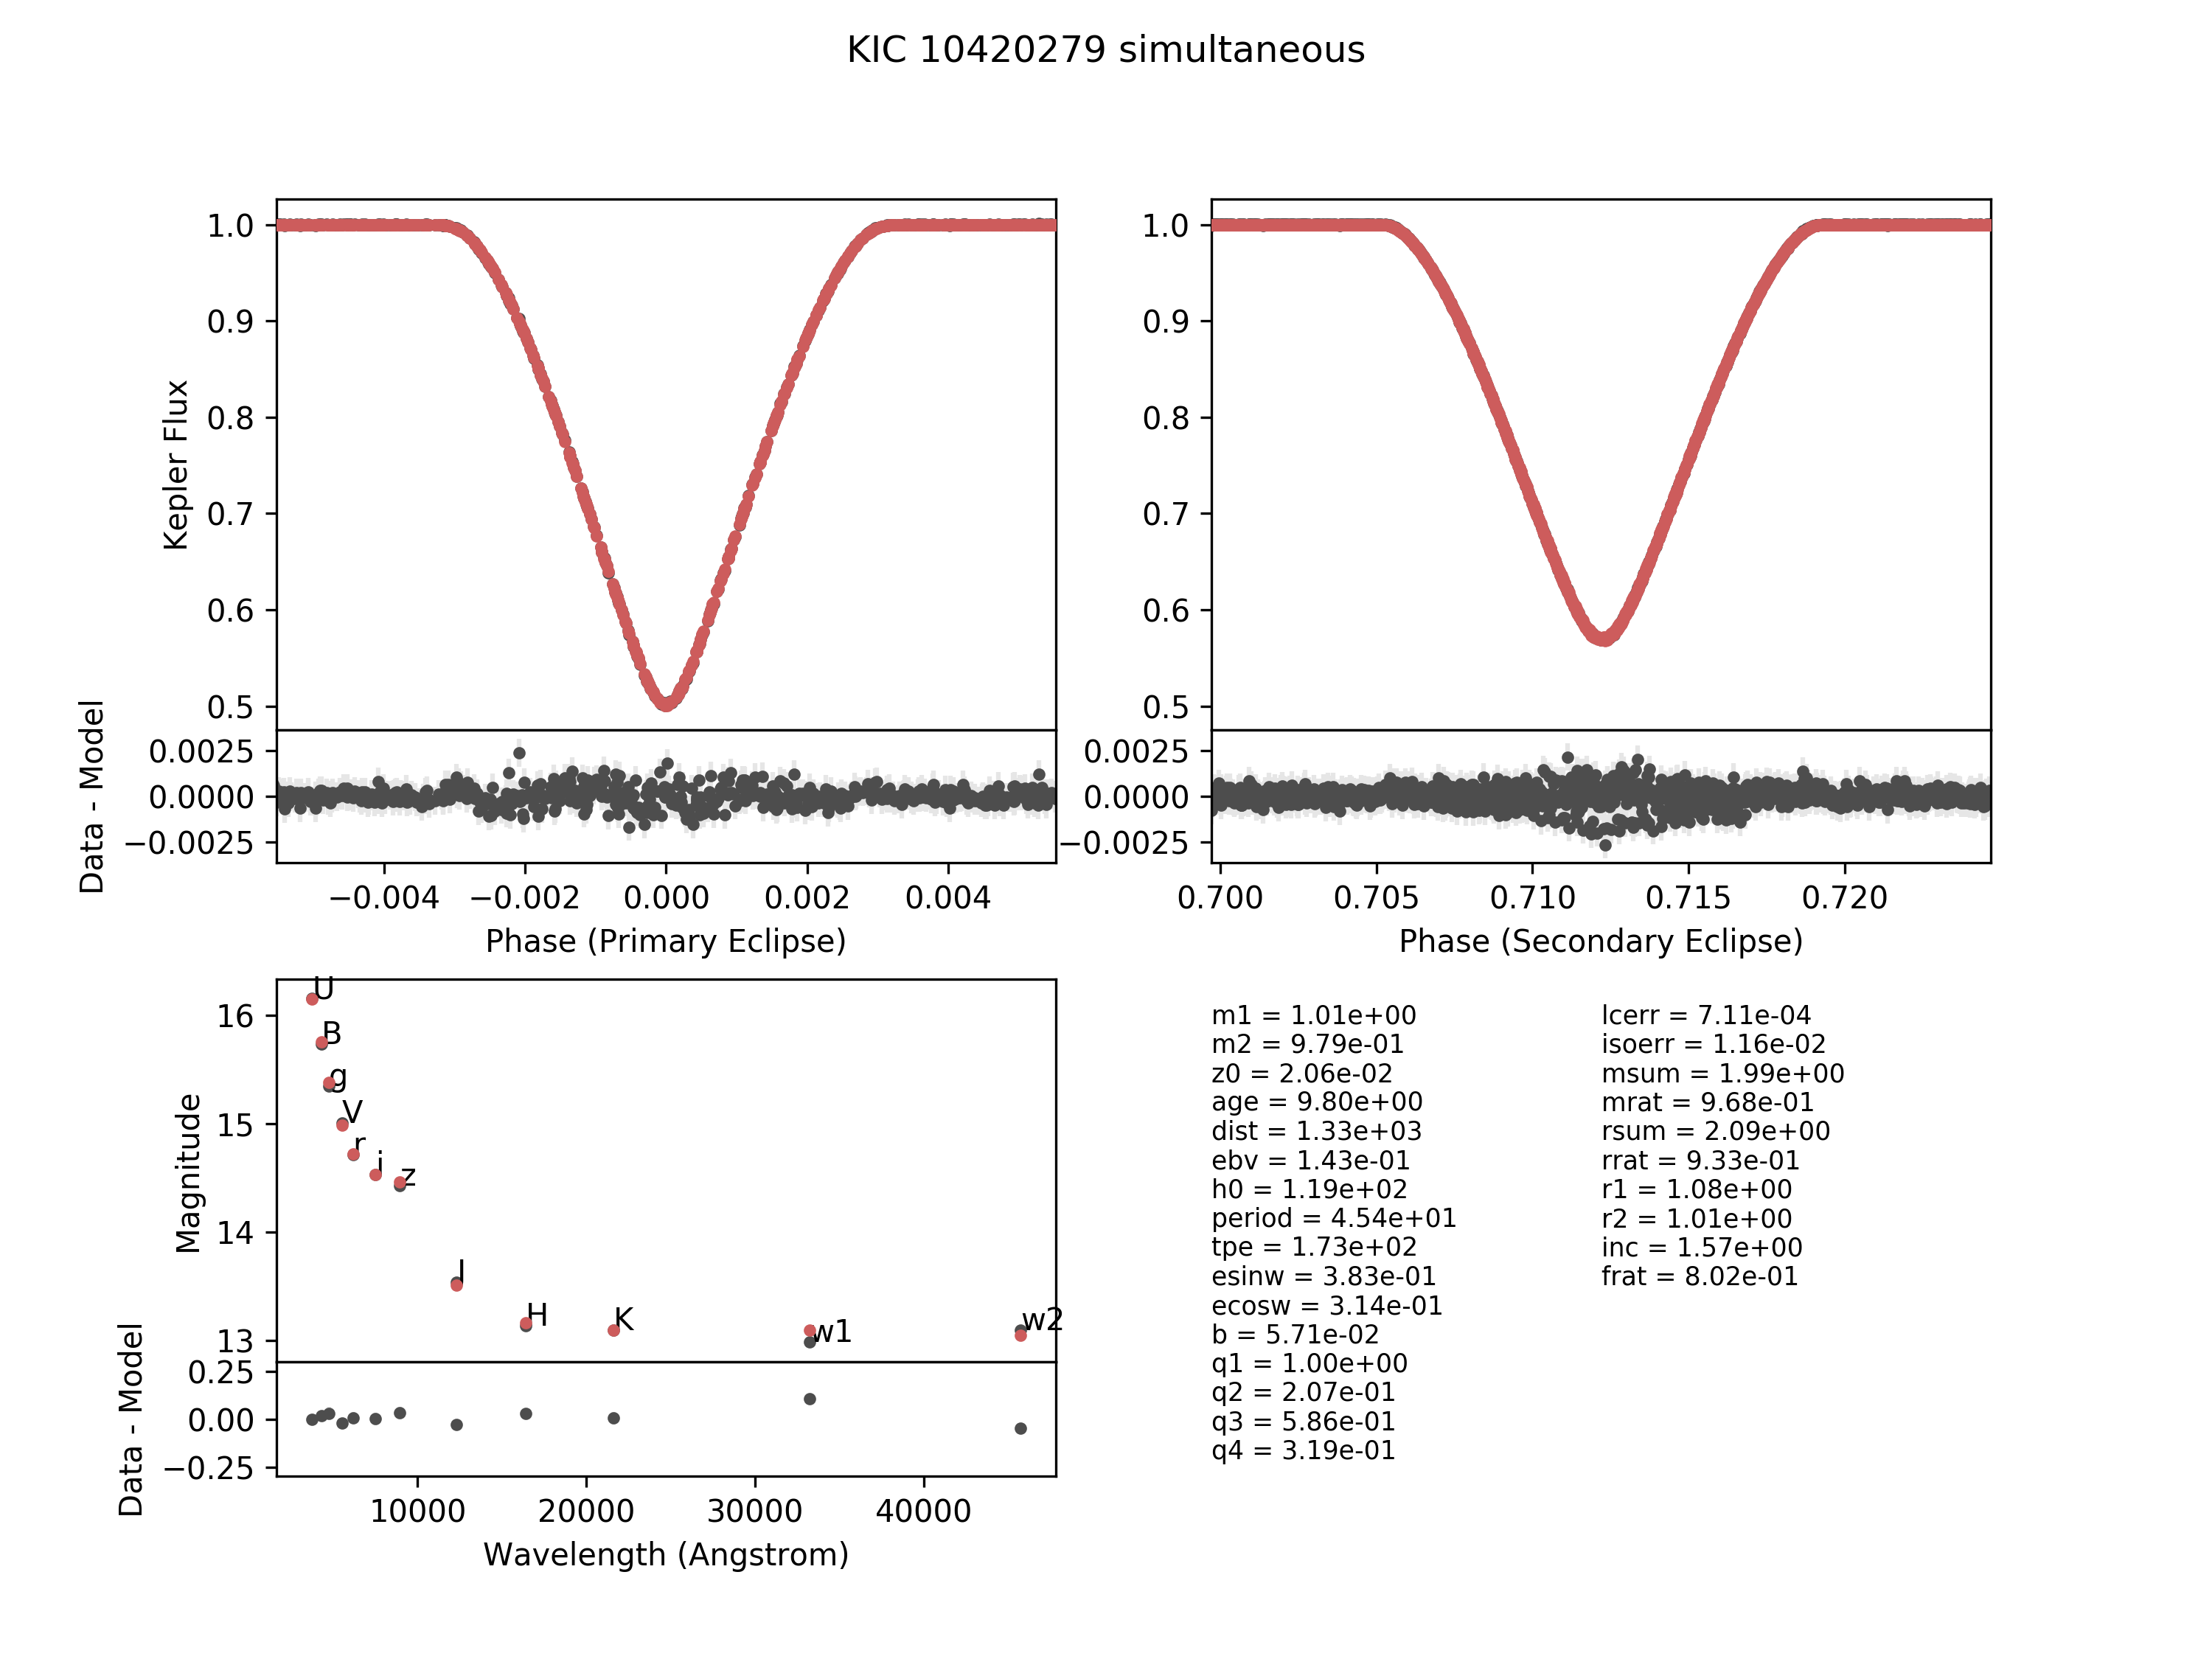 KIC 10420279 simultaneous
1.0
0.9
0.8
0.7
0.6
0.5
Kepler Flux
0.0025
0.0000
−0.0025
Data - Model
−0.004 −0.002 0.000 0.002 0.004
Phase (Primary Eclipse)
1.0
0.9
0.8
0.7
0.6
0.5
0.0025
0.0000
−0.0025
0.700 0.705 0.710 0.715 0.720
Phase (Secondary Eclipse)
16
15
14
13
Magnitude
U
B
g
V
r
i
z
J
H
K
w1
w2
0.25
0.00
−0.25
Data - Model
10000 20000 30000 40000
Wavelength (Angstrom)
m1 = 1.01e+00
m2 = 9.79e-01
z0 = 2.06e-02
age = 9.80e+00
dist = 1.33e+03
ebv = 1.43e-01
h0 = 1.19e+02
period = 4.54e+01
tpe = 1.73e+02
esinw = 3.83e-01
ecosw = 3.14e-01
b = 5.71e-02
q1 = 1.00e+00
q2 = 2.07e-01
q3 = 5.86e-01
q4 = 3.19e-01
lcerr = 7.11e-04
isoerr = 1.16e-02
msum = 1.99e+00
mrat = 9.68e-01
rsum = 2.09e+00
rrat = 9.33e-01
r1 = 1.08e+00
r2 = 1.01e+00
inc = 1.57e+00
frat = 8.02e-01